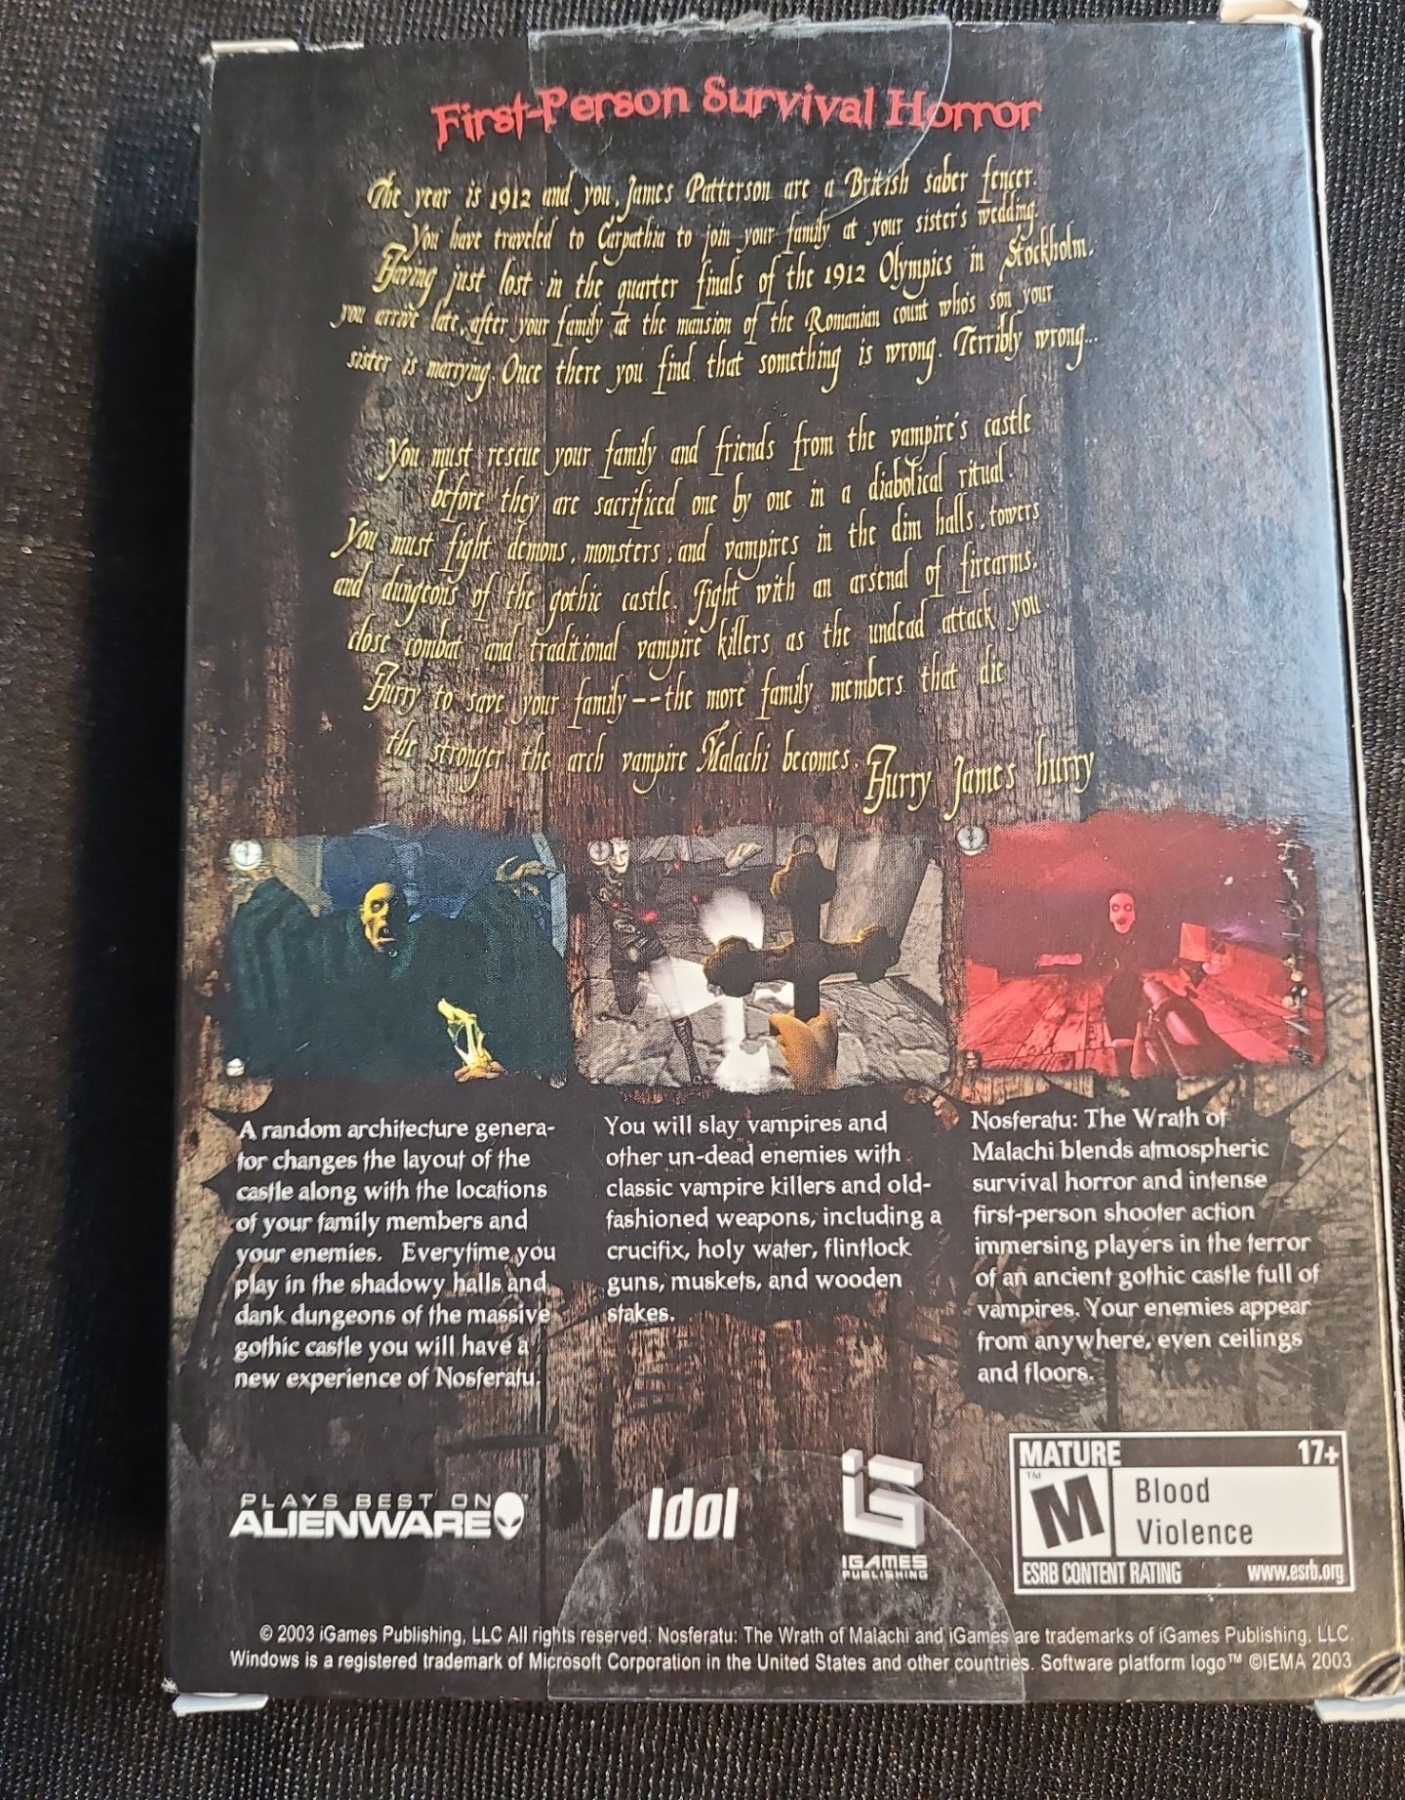 First-Person Survival Horror
The year is 1912 and you, James Patterson are a British saber fencer.
You have traveled to Carpathia to join your family at your sister's wedding.
Having just lost in the quarter finals of the 1912 Olympics in Stockholm,
you arrive late, after your family at the mansion of the Romanian count who's son your
sister is marrying. Once there you find that something is wrong. Terribly wrong...
You must rescue your family and friends from the vampire's castle
before they are sacrificed one by one in a diabolical ritual.
You must fight demons, monsters, and vampires in the dim halls, towers
and dungeons of the gothic castle. Fight with an arsenal of firearms,
close combat and traditional vampire killers as the undead attack you.
Hurry to save your family--the more family members that die
the stronger the arch vampire Malachi becomes. Hurry James hurry
A random architecture genera-
tor changes the layout of the
castle along with the locations
of your family members and
your enemies. Everytime you
play in the shadowy halls and
dank dungeons of the massive
gothic castle you will have a
new experience of Nosferatu.
You will slay vampires and
other un-dead enemies with
classic vampire killers and old-
fashioned weapons, including a
crucifix, holy water, flintlock
guns, muskets, and wooden
stakes.
Nosferatu: The Wrath of
Malachi blends atmospheric
survival horror and intense
first-person shooter action
immersing players in the terror
of an ancient gothic castle full of
vampires. Your enemies appear
from anywhere, even ceilings
and floors.
PLAYS BEST ON
ALIENWARE
Idol
iG
IGAMES
PUBLISHING
MATURE 17+
M™
Blood
Violence
ESRB CONTENT RATING www.esrb.org
© 2003 iGames Publishing, LLC All rights reserved. Nosferatu: The Wrath of Malachi and iGames are trademarks of iGames Publishing, LLC.
Windows is a registered trademark of Microsoft Corporation in the United States and other countries. Software platform logo™ ©IEMA 2003